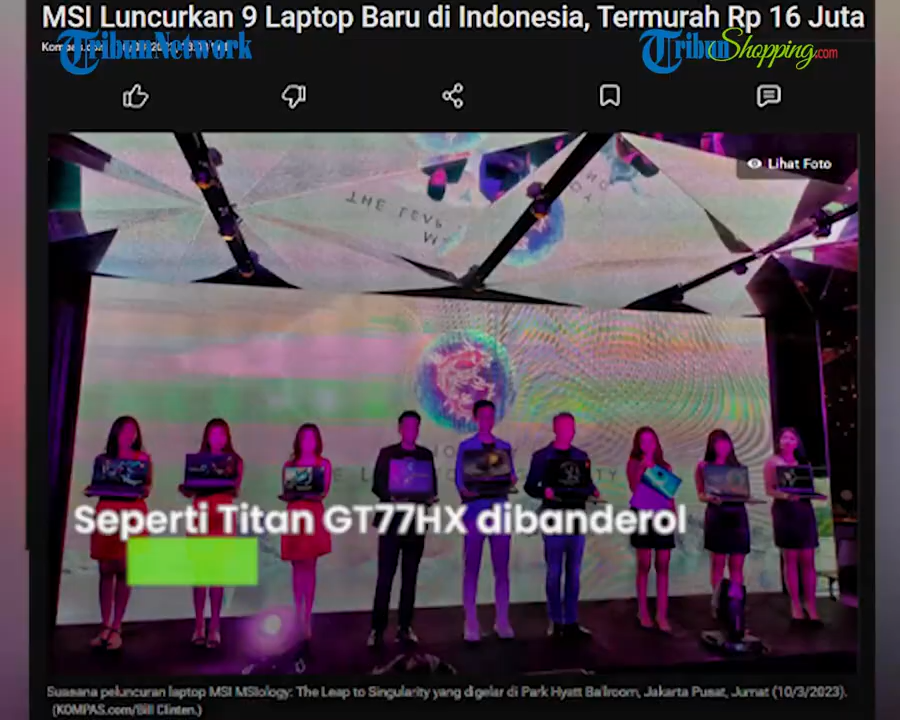 MSI Luncurkan 9 Laptop Baru di Indonesia, Termurah Rp 16 Juta
TribunNetwork
TribunShopping.com
Lihat Foto
THE LEAP
Seperti Titan GT77HX dibanderol
Suasana peluncuran laptop MSI MSIology: The Leap to Singularity yang digelar di Park Hyatt Ballroom, Jakarta Pusat, Jumat (10/3/2023).
(KOMPAS.com/Bill Clinten.)